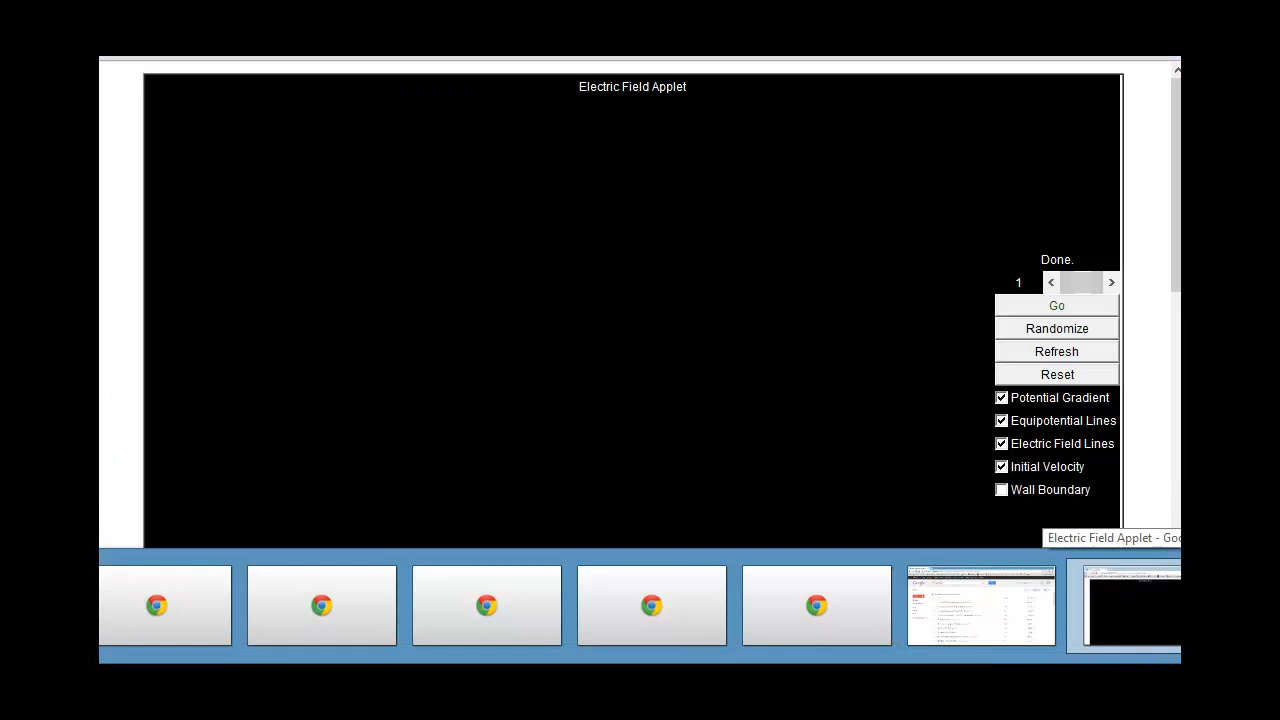 Electric Field Applet
Done.
1
Go
Randomize
Refresh
Reset
Potential Gradient
Equipotential Lines
Electric Field Lines
Initial Velocity
Wall Boundary
Electric Field Applet - Goo